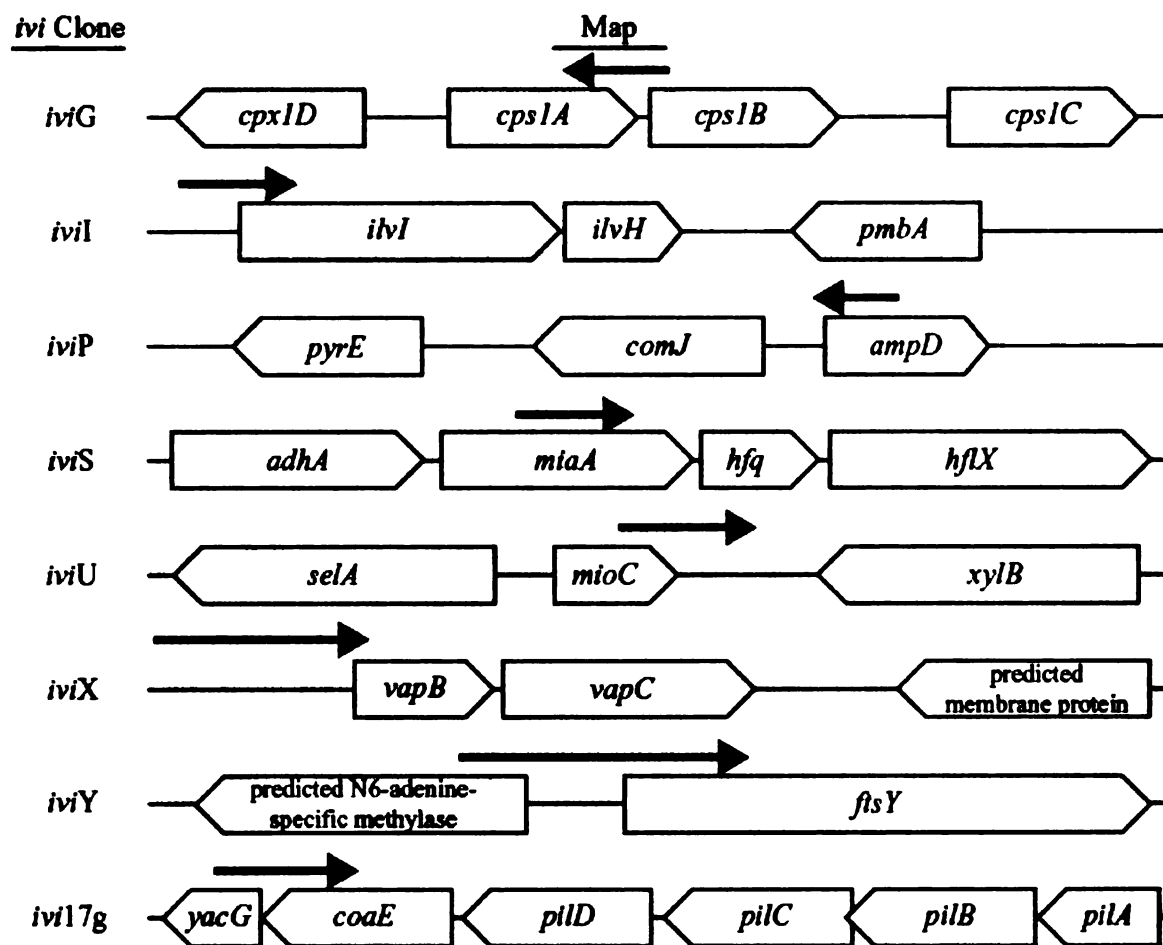 ivi Clone Map
iviG cpx1D cps1A cps1B cps1C
iviI ilvI ilvH pmbA
iviP pyrE comJ ampD
iviS adhA miaA hfq hflX
iviU selA mioC xylB
iviX vapB vapC predicted
membrane protein
iviY predicted N6-adenine-
specific methylase ftsY
ivi17g yacG coaE pilD pilC pilB pilA